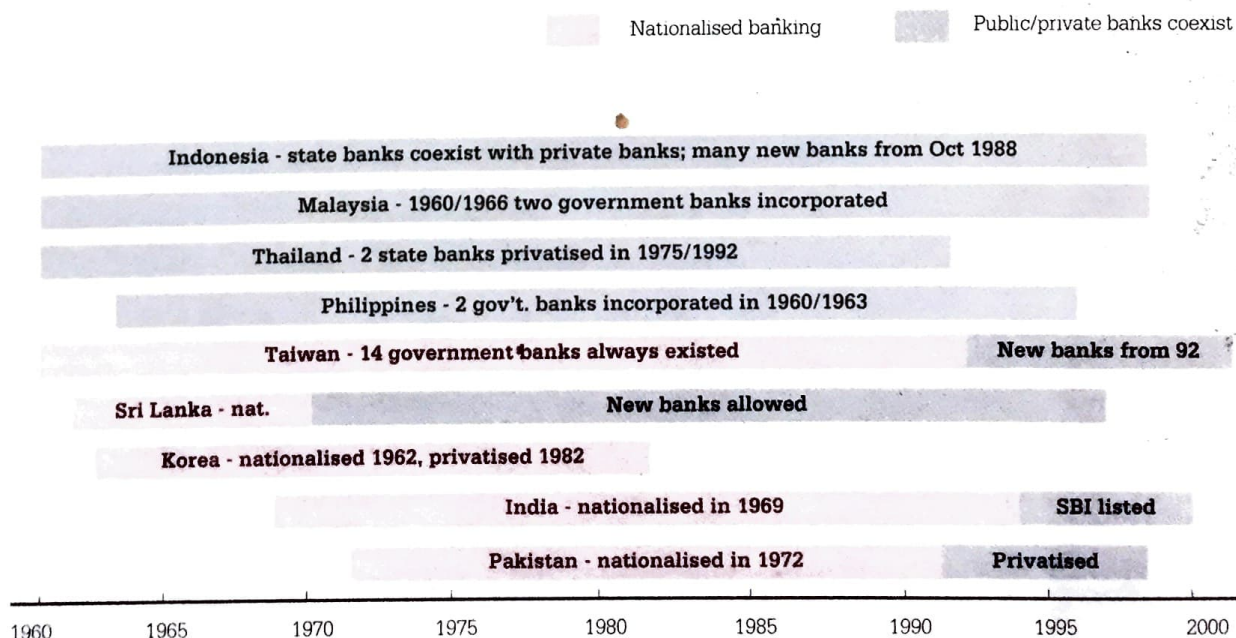 Nationalised banking
Public/private banks coexist
Indonesia - state banks coexist with private banks; many new banks from Oct 1988
Malaysia - 1960/1966 two government banks incorporated
Thailand - 2 state banks privatised in 1975/1992
Philippines - 2 gov't. banks incorporated in 1960/1963
Taiwan - 14 government banks always existed
New banks from 92
Sri Lanka - nat.
New banks allowed
Korea - nationalised 1962, privatised 1982
India - nationalised in 1969
SBI listed
Pakistan - nationalised in 1972
Privatised
1960 1965 1970 1975 1980 1985 1990 1995 2000